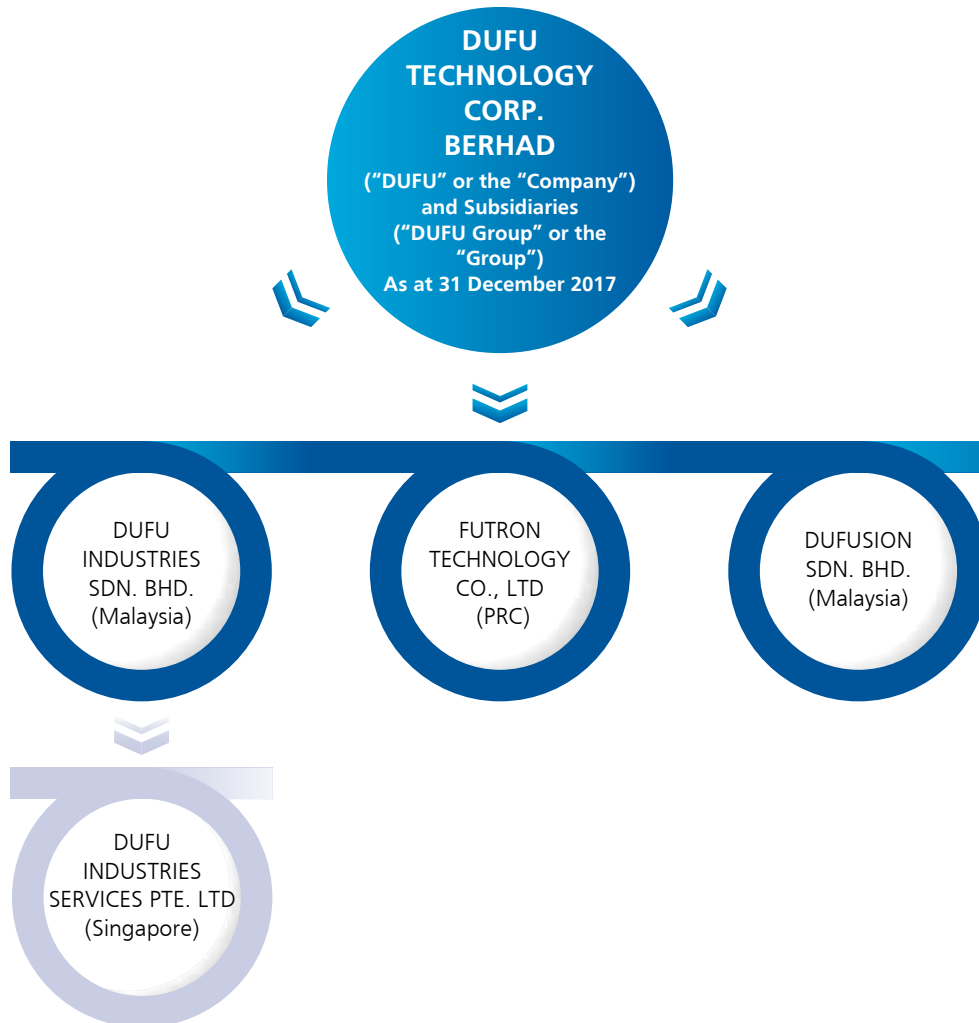 DUFU
TECHNOLOGY
CORP.
BERHAD
(“DUFU” or the “Company”)
and Subsidiaries
(“DUFU Group” or the
“Group”)
As at 31 December 2017
DUFU
INDUSTRIES
SDN. BHD.
(Malaysia)
FUTRON
TECHNOLOGY
CO., LTD
(PRC)
DUFUSION
SDN. BHD.
(Malaysia)
DUFU
INDUSTRIES
SERVICES PTE. LTD
(Singapore)